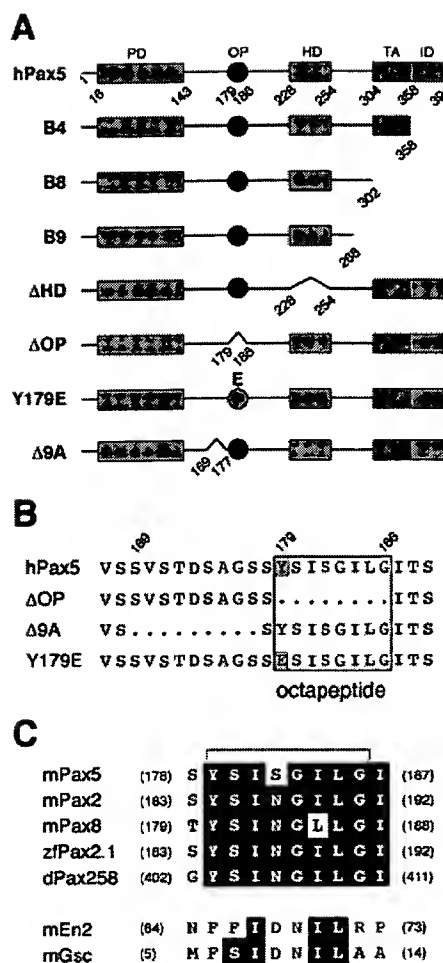 A
PD OP HD TA ID
hPax5
1 16 143 179 186 228 254 304 358 39
B4
358
B8
302
B9
268
ΔHD
228 254
ΔOP
179 186
E
Y179E
Δ9A
169 177
B
169 179 186
hPax5 VSSVSTDSAGSSYSISGILGITS
ΔOP VSSVSTDSAGSS........ITS
Δ9A VS.........SYSISGILGITS
Y179E VSSVSTDSAGSSESISGILGITS
octapeptide
C
mPax5 (178) S Y S I S G I L G I (187)
mPax2 (183) S Y S I N G I L G I (192)
mPax8 (179) T Y S I N G L L G I (188)
zfPax2.1 (183) S Y S I N G I L G I (192)
dPax258 (402) G Y S I N G I L G I (411)
mEn2 (64) N F F I D N I L R P (73)
mGsc (5) M F S I D N I L A A (14)